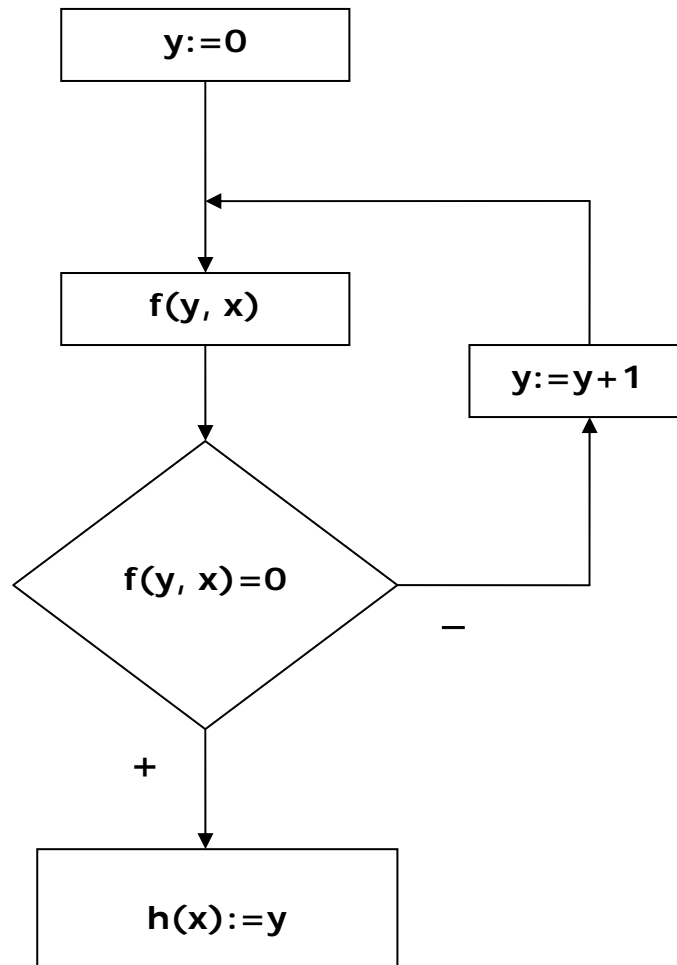 y:=0
f(y, x)
y:=y+1
f(y, x)=0
–
+
h(x):=y